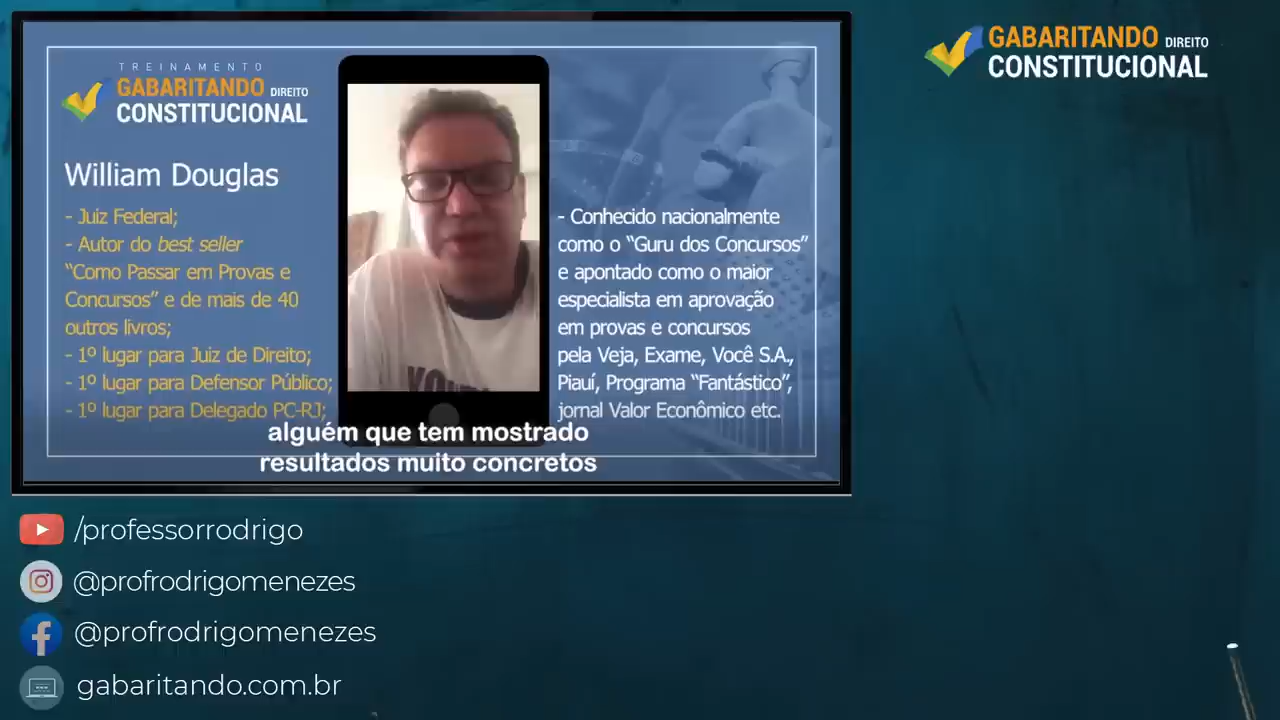 TREINAMENTO
GABARITANDO DIREITO
CONSTITUCIONAL
William Douglas
- Juiz Federal;
- Autor do best seller
“Como Passar em Provas e
Concursos” e de mais de 40
outros livros;
- 1º lugar para Juiz de Direito;
- 1º lugar para Defensor Público;
- 1º lugar para Delegado PC-RJ;
- Conhecido nacionalmente
como o “Guru dos Concursos”
e apontado como o maior
especialista em aprovação
em provas e concursos
pela Veja, Exame, Você S.A.,
Piauí, Programa “Fantástico”,
jornal Valor Econômico etc.
alguém que tem mostrado
resultados muito concretos
GABARITANDO DIREITO
CONSTITUCIONAL
/professorrodrigo
@profrodrigomenezes
@profrodrigomenezes
gabaritando.com.br